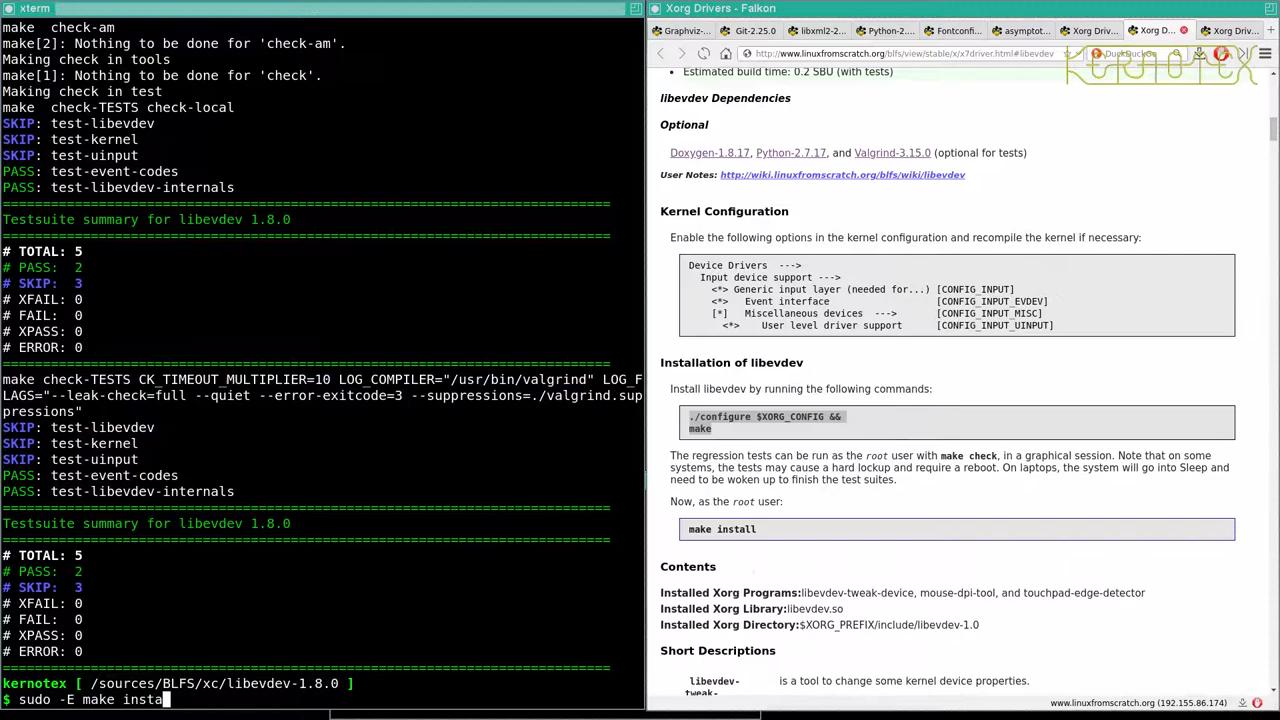 xterm
make  check-am
make[2]: Nothing to be done for 'check-am'.
Making check in tools
make[1]: Nothing to be done for 'check'.
Making check in test
make  check-TESTS check-local
SKIP: test-libevdev
SKIP: test-kernel
SKIP: test-uinput
PASS: test-event-codes
PASS: test-libevdev-internals
============================================================================
Testsuite summary for libevdev 1.8.0
============================================================================
# TOTAL: 5
# PASS:  2
# SKIP:  3
# XFAIL: 0
# FAIL:  0
# XPASS: 0
# ERROR: 0
============================================================================
make check-TESTS CK_TIMEOUT_MULTIPLIER=10 LOG_COMPILER="/usr/bin/valgrind" LOG_F
LAGS="--leak-check=full --quiet --error-exitcode=3 --suppressions=./valgrind.sup
pressions"
SKIP: test-libevdev
SKIP: test-kernel
SKIP: test-uinput
PASS: test-event-codes
PASS: test-libevdev-internals
============================================================================
Testsuite summary for libevdev 1.8.0
============================================================================
# TOTAL: 5
# PASS:  2
# SKIP:  3
# XFAIL: 0
# FAIL:  0
# XPASS: 0
# ERROR: 0
============================================================================
kernotex [ /sources/BLFS/xc/libevdev-1.8.0 ]
$ sudo -E make insta
Xorg Drivers - Falkon
Graphviz-... Git-2.25.0 libxml2-2... Python-2.... Fontconfi... asymptot... Xorg Driv... Xorg D... Xorg Driv...
http://www.linuxfromscratch.org/blfs/view/stable/x/x7driver.html#libevdev DuckDuckGo
KERNOTEX
• Estimated build time: 0.2 SBU (with tests)
libevdev Dependencies
Optional
Doxygen-1.8.17, Python-2.7.17, and Valgrind-3.15.0 (optional for tests)
User Notes: http://wiki.linuxfromscratch.org/blfs/wiki/libevdev
Kernel Configuration
Enable the following options in the kernel configuration and recompile the kernel if necessary:
Device Drivers  --->
Input device support --->
<*> Generic input layer (needed for...) [CONFIG_INPUT]
<*>   Event interface                   [CONFIG_INPUT_EVDEV]
[*]   Miscellaneous devices  --->       [CONFIG_INPUT_MISC]
<*>    User level driver support      [CONFIG_INPUT_UINPUT]
Installation of libevdev
Install libevdev by running the following commands:
./configure $XORG_CONFIG &&
make
The regression tests can be run as the root user with make check, in a graphical session. Note that on some
systems, the tests may cause a hard lockup and require a reboot. On laptops, the system will go into Sleep and
need to be woken up to finish the test suites.
Now, as the root user:
make install
Contents
Installed Xorg Programs:libevdev-tweak-device, mouse-dpi-tool, and touchpad-edge-detector
Installed Xorg Library:libevdev.so
Installed Xorg Directory:$XORG_PREFIX/include/libevdev-1.0
Short Descriptions
libevdev- is a tool to change some kernel device properties.
tweak-
www.linuxfromscratch.org (192.155.86.174)